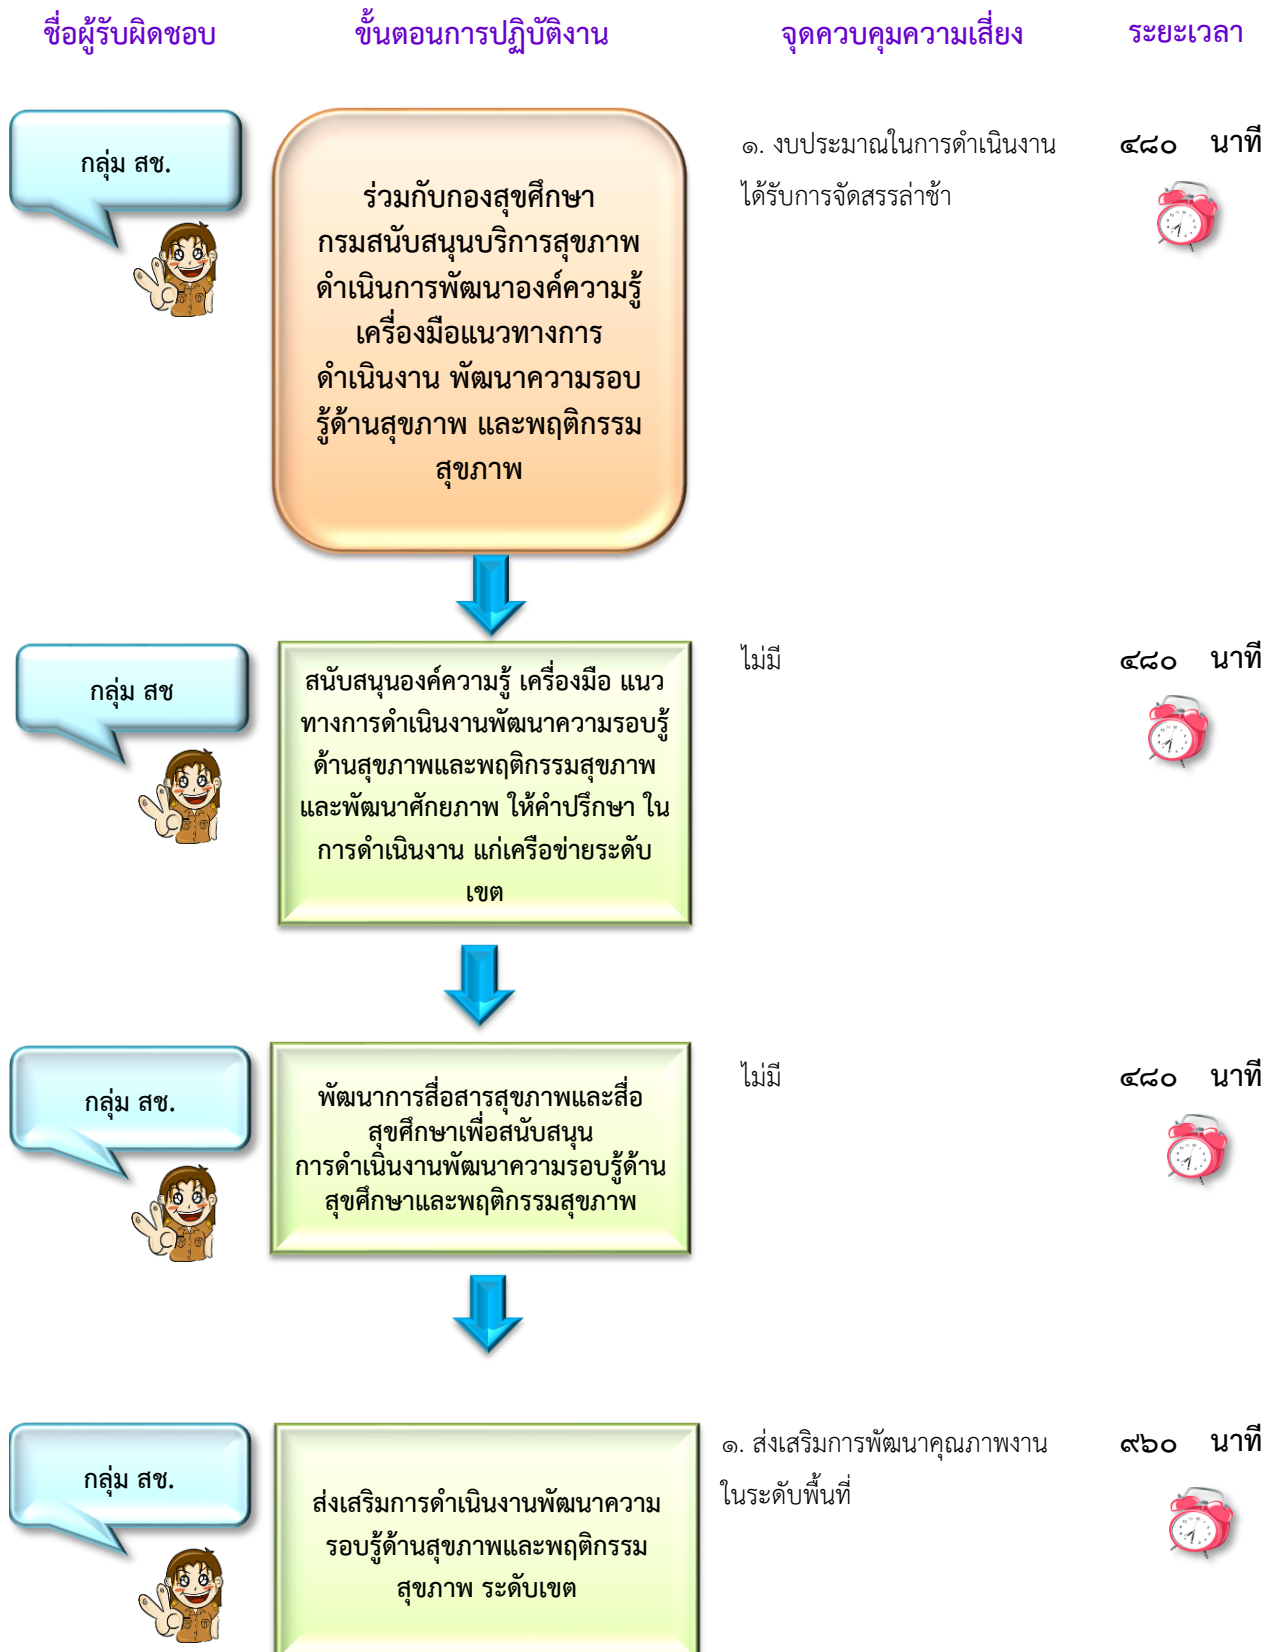 ชื่อผู้รับผิดชอบ
ขั้นตอนการปฏิบัติงาน
จุดควบคุมความเสี่ยง
ระยะเวลา
กลุ่ม สช.
ร่วมกับกองสุขศึกษา
กรมสนับสนุนบริการสุขภาพ
ดำเนินการพัฒนาองค์ความรู้
เครื่องมือแนวทางการ
ดำเนินงาน พัฒนาความรอบ
รู้ด้านสุขภาพ และพฤติกรรม
สุขภาพ
๑. งบประมาณในการดำเนินงาน
ได้รับการจัดสรรล่าช้า
๔๘๐ นาที
กลุ่ม สช
สนับสนุนองค์ความรู้ เครื่องมือ แนว
ทางการดำเนินงานพัฒนาความรอบรู้
ด้านสุขภาพและพฤติกรรมสุขภาพ
และพัฒนาศักยภาพ ให้คำปรึกษา ใน
การดำเนินงาน แก่เครือข่ายระดับ
เขต
ไม่มี
๔๘๐ นาที
กลุ่ม สช.
พัฒนาการสื่อสารสุขภาพและสื่อ
สุขศึกษาเพื่อสนับสนุน
การดำเนินงานพัฒนาความรอบรู้ด้าน
สุขศึกษาและพฤติกรรมสุขภาพ
ไม่มี
๔๘๐ นาที
กลุ่ม สช.
ส่งเสริมการดำเนินงานพัฒนาความ
รอบรู้ด้านสุขภาพและพฤติกรรม
สุขภาพ ระดับเขต
๑. ส่งเสริมการพัฒนาคุณภาพงาน
ในระดับพื้นที่
๙๖๐ นาที